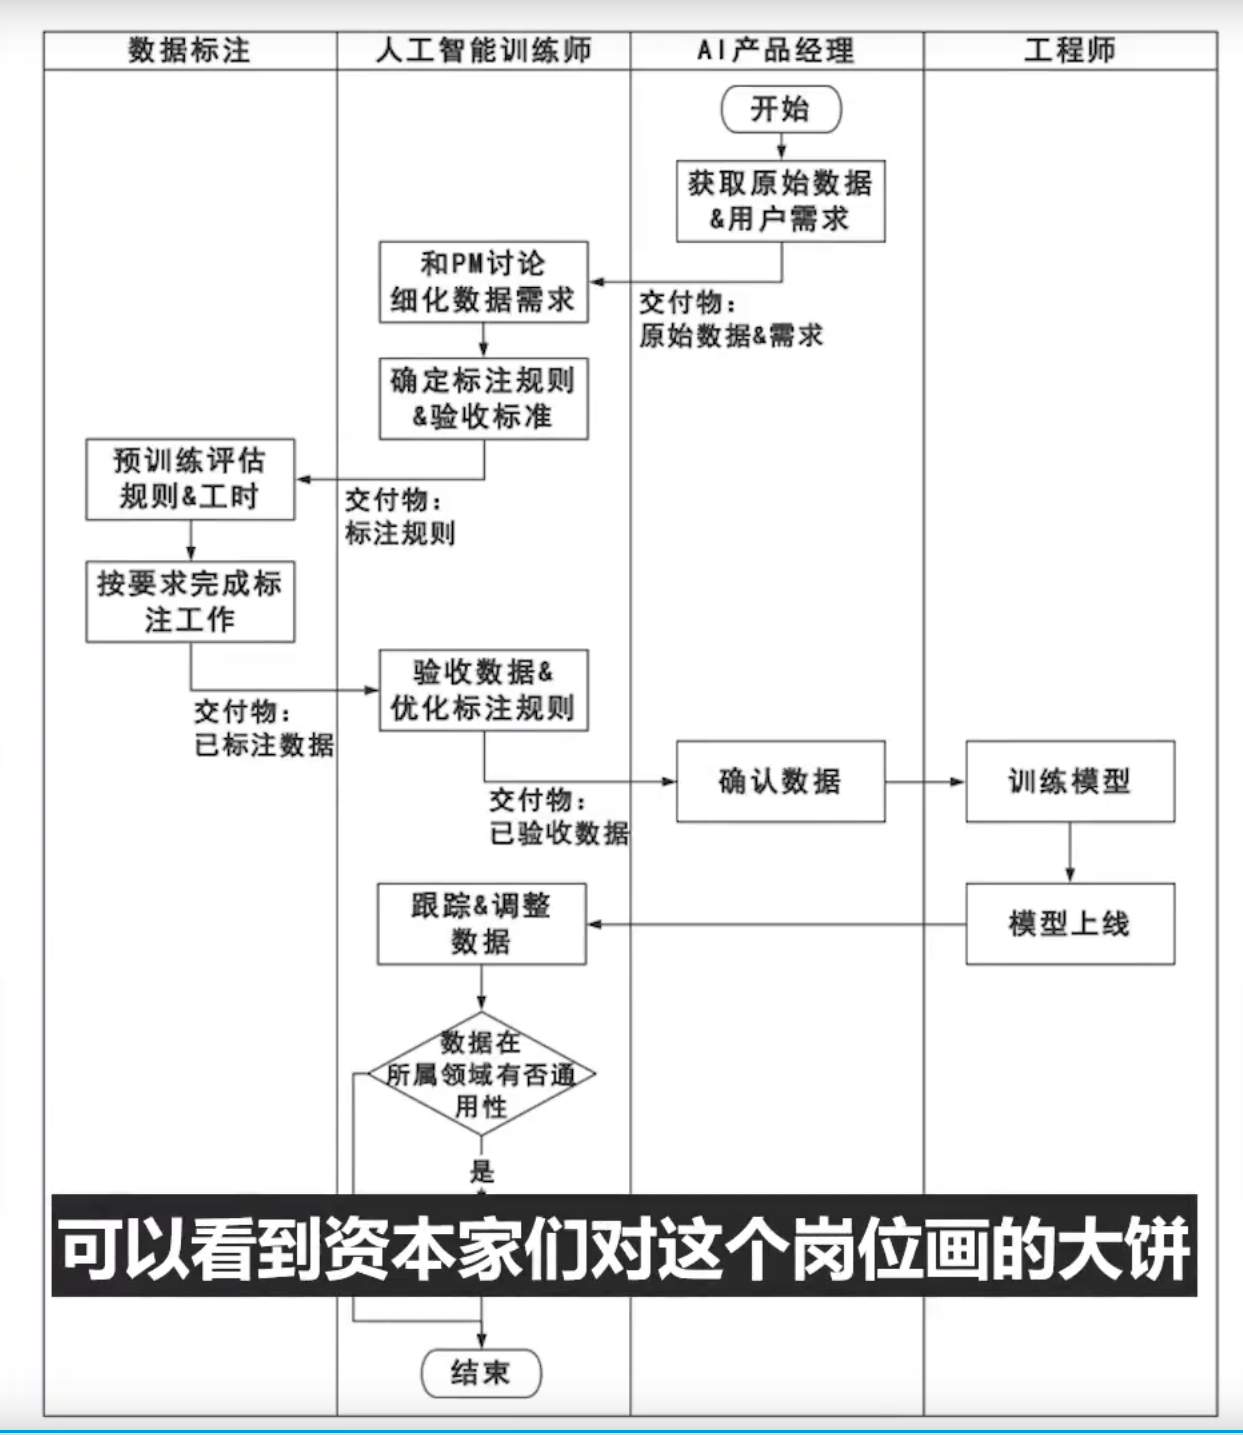 数据标注
人工智能训练师
AI产品经理
工程师
开始
获取原始数据
&用户需求
和PM讨论
细化数据需求
交付物：
原始数据&需求
确定标注规则
&验收标准
预训练评估
规则&工时
交付物：
标注规则
按要求完成标
注工作
验收数据&
优化标注规则
交付物：
已标注数据
确认数据
训练模型
交付物：
已验收数据
跟踪&调整
数据
模型上线
数据在
所属领域有否通
用性
是
可以看到资本家们对这个岗位画的大饼
结束